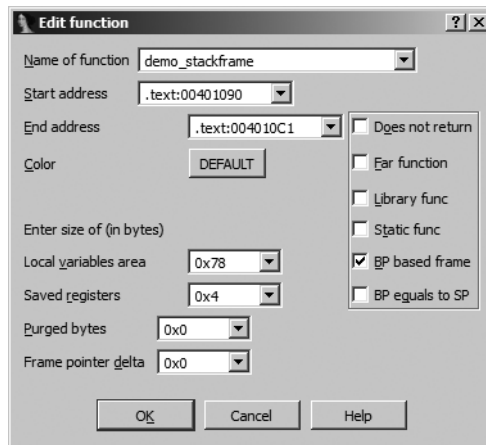 Edit function
? x
Name of function demo_stackframe
Start address .text:00401090
End address .text:004010C1
Does not return
Color DEFAULT
Far function
Library func
Enter size of (in bytes)
Static func
Local variables area 0x78
BP based frame
Saved registers 0x4
BP equals to SP
Purged bytes 0x0
Frame pointer delta 0x0
OK Cancel Help